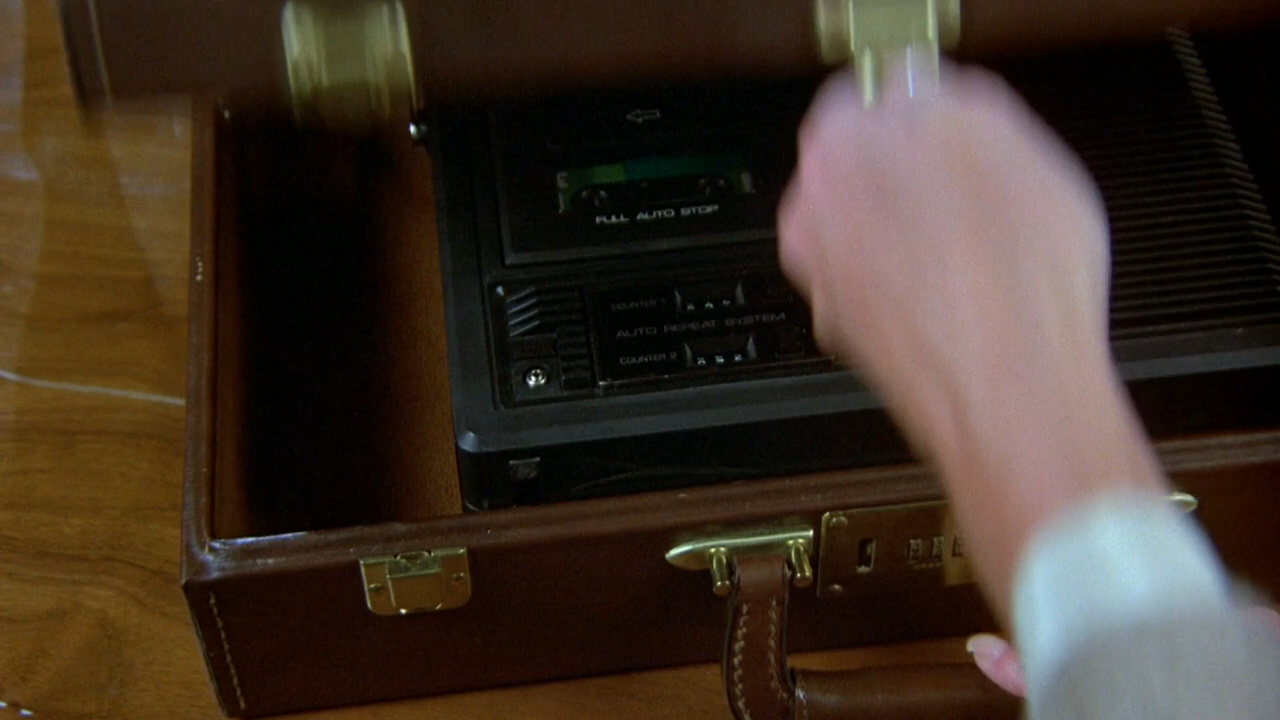 FULL AUTO STOP
COUNTER 1
AUTO REPEAT SYSTEM
COUNTER 2